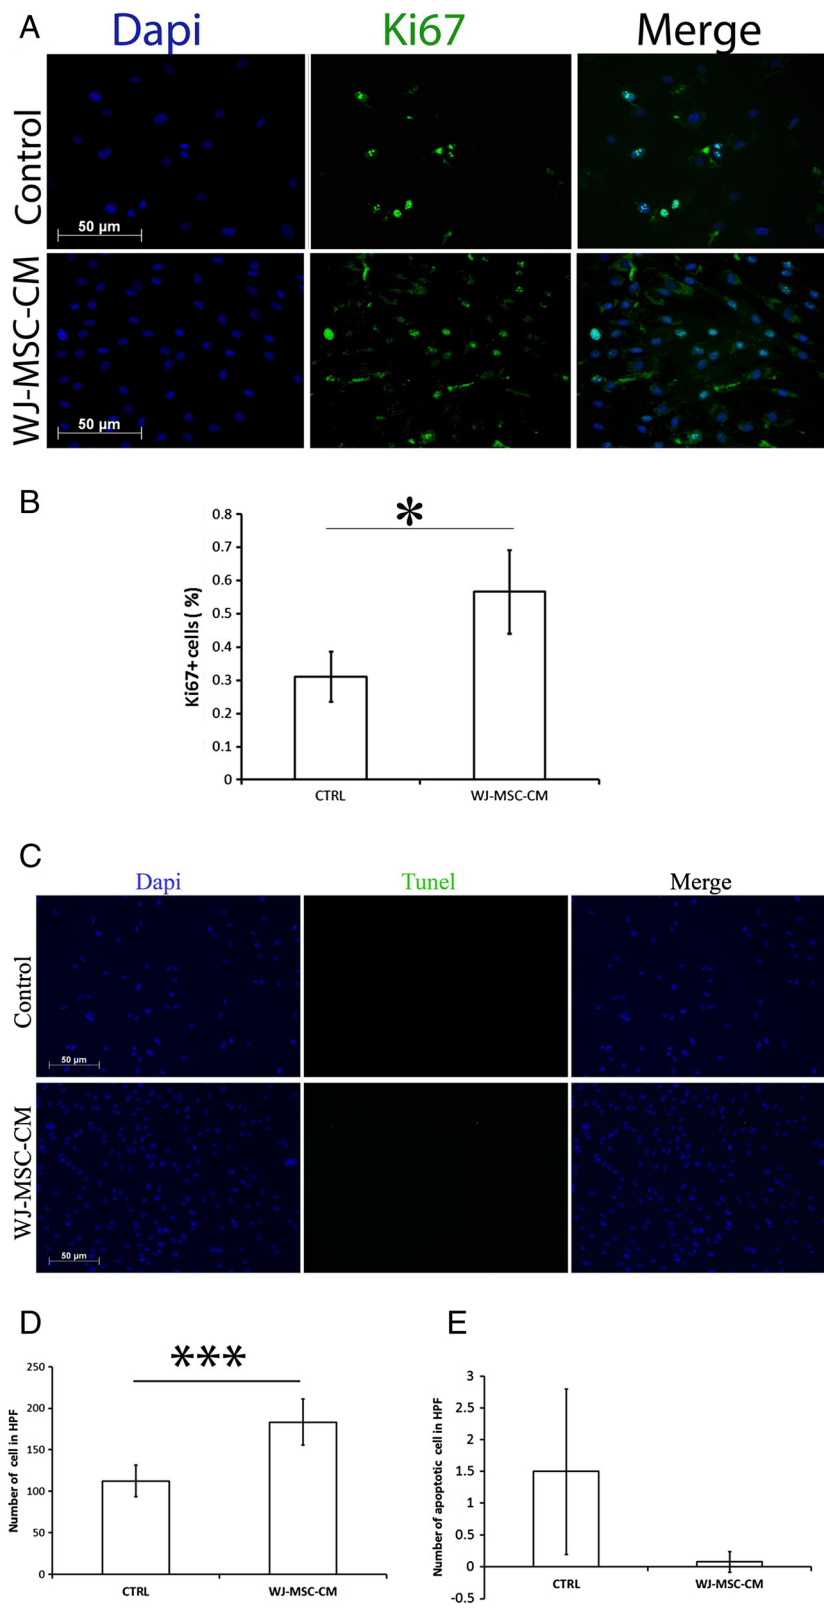 A
Dapi Ki67 Merge
Control
50 µm
WJ-MSC-CM
50 µm
B
*
0.8
0.7
0.6
0.5
0.4
0.3
0.2
0.1
0
Ki67+ cells ( %)
CTRL WJ-MSC-CM
C
Dapi Tunel Merge
Control
50 µm
WJ-MSC-CM
50 µm
D
***
250
200
150
100
50
0
Number of cell in HPF
CTRL WJ-MSC-CM
E
3
2.5
2
1.5
1
0.5
0
-0.5
Number of apoptotic cell in HPF
CTRL WJ-MSC-CM